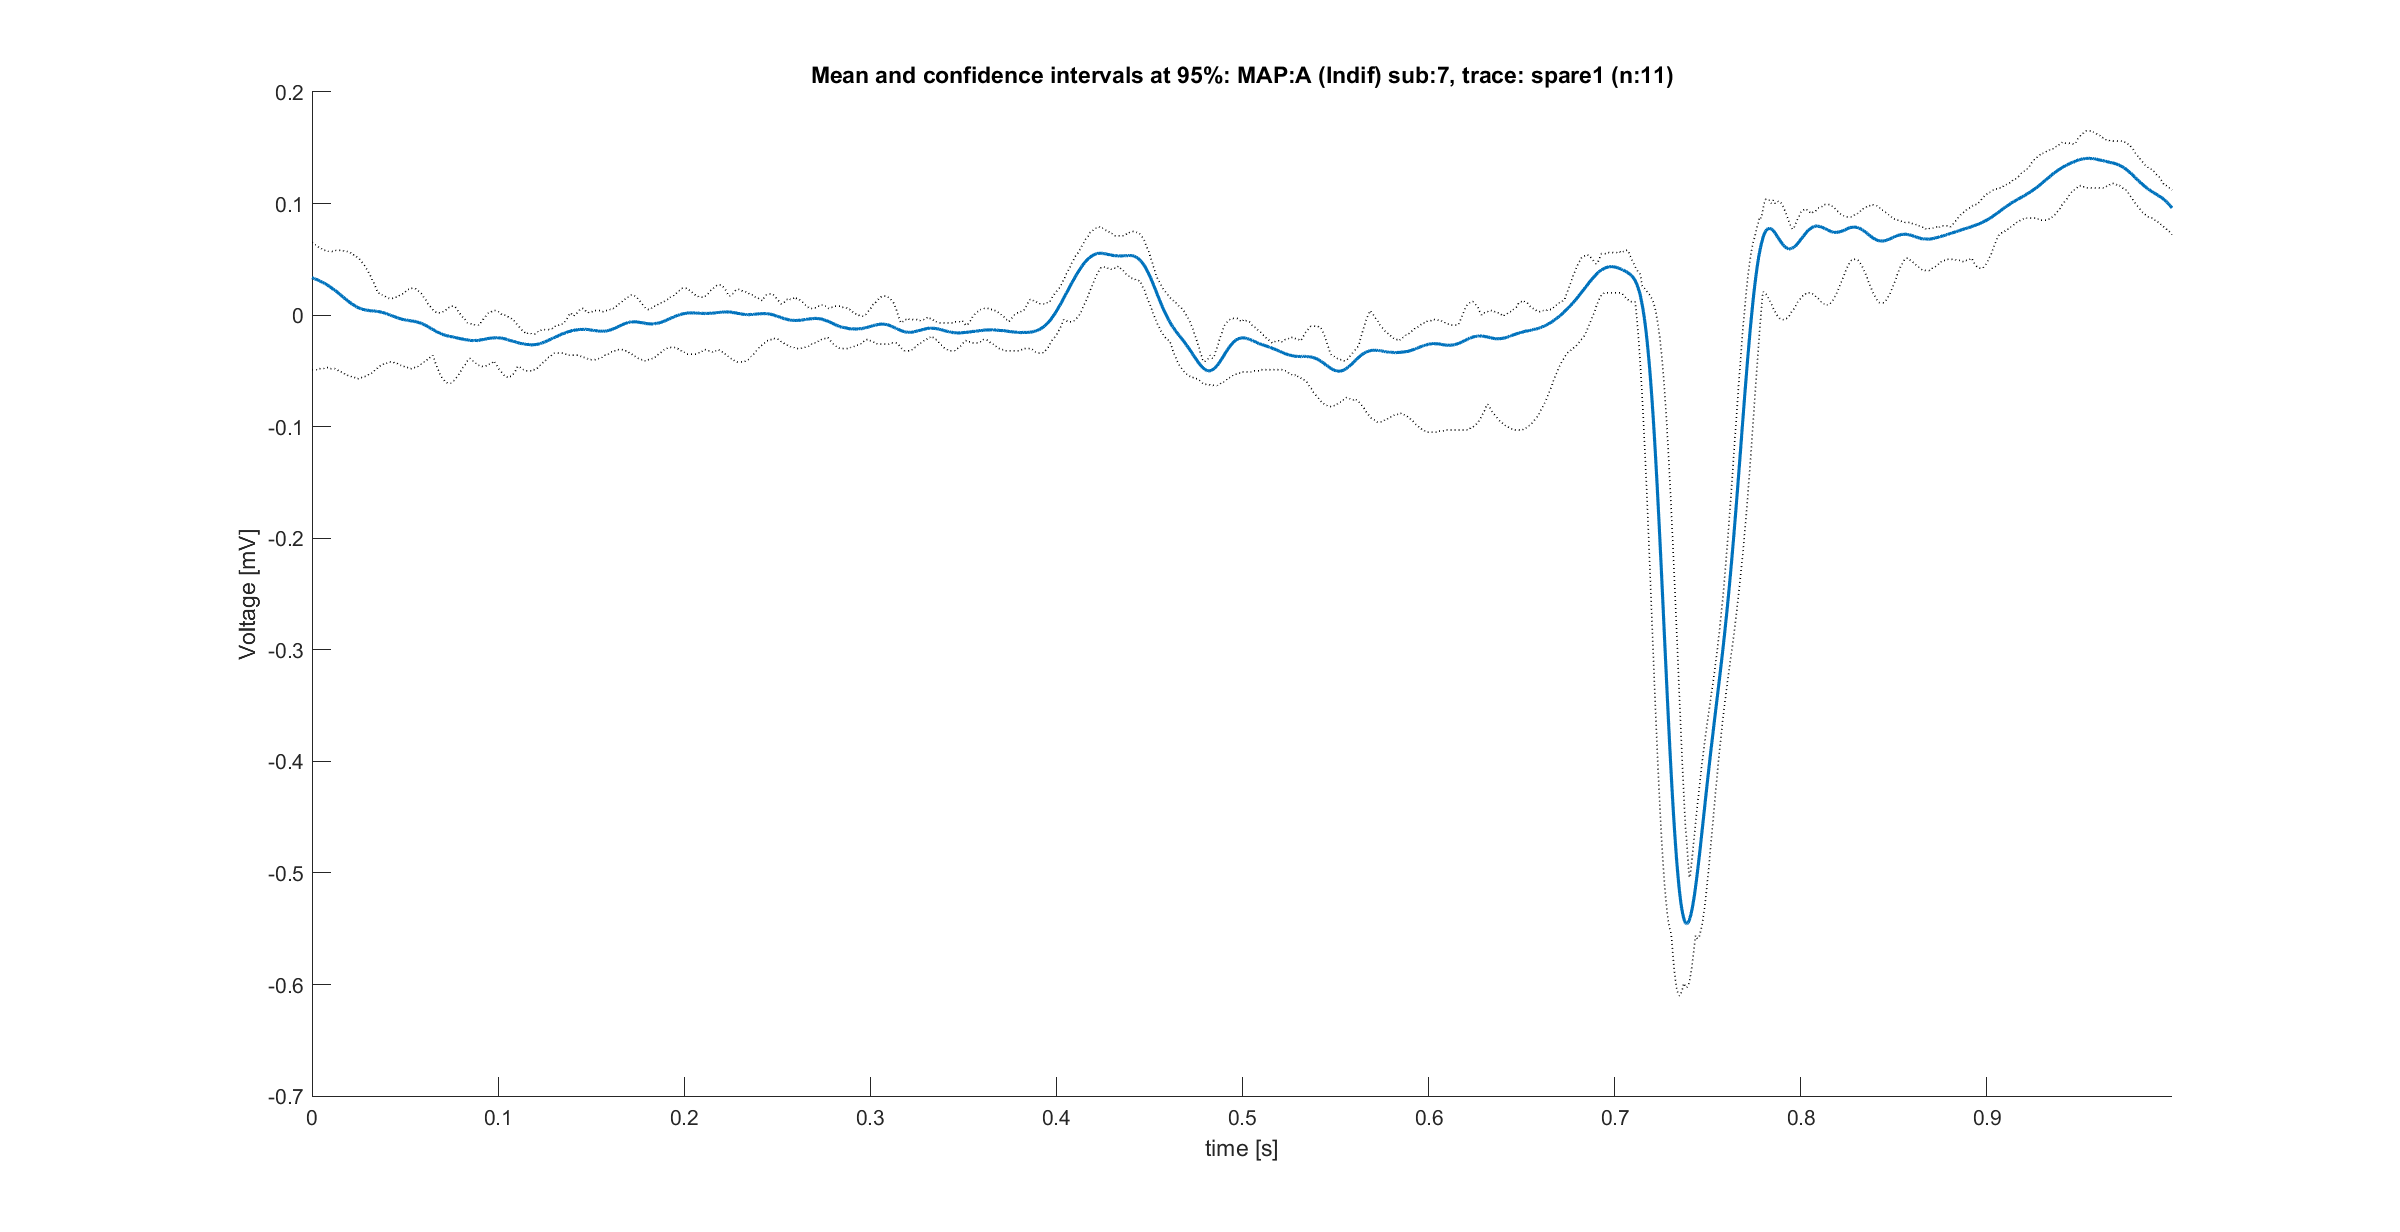 Mean and confidence intervals at 95%: MAP:A (Indif) sub:7, trace: spare1 (n:11)
0.2
0.1
0
-0.1
-0.2
-0.3
-0.4
-0.5
-0.6
-0.7
Voltage [mV]
0 0.1 0.2 0.3 0.4 0.5 0.6 0.7 0.8 0.9
time [s]